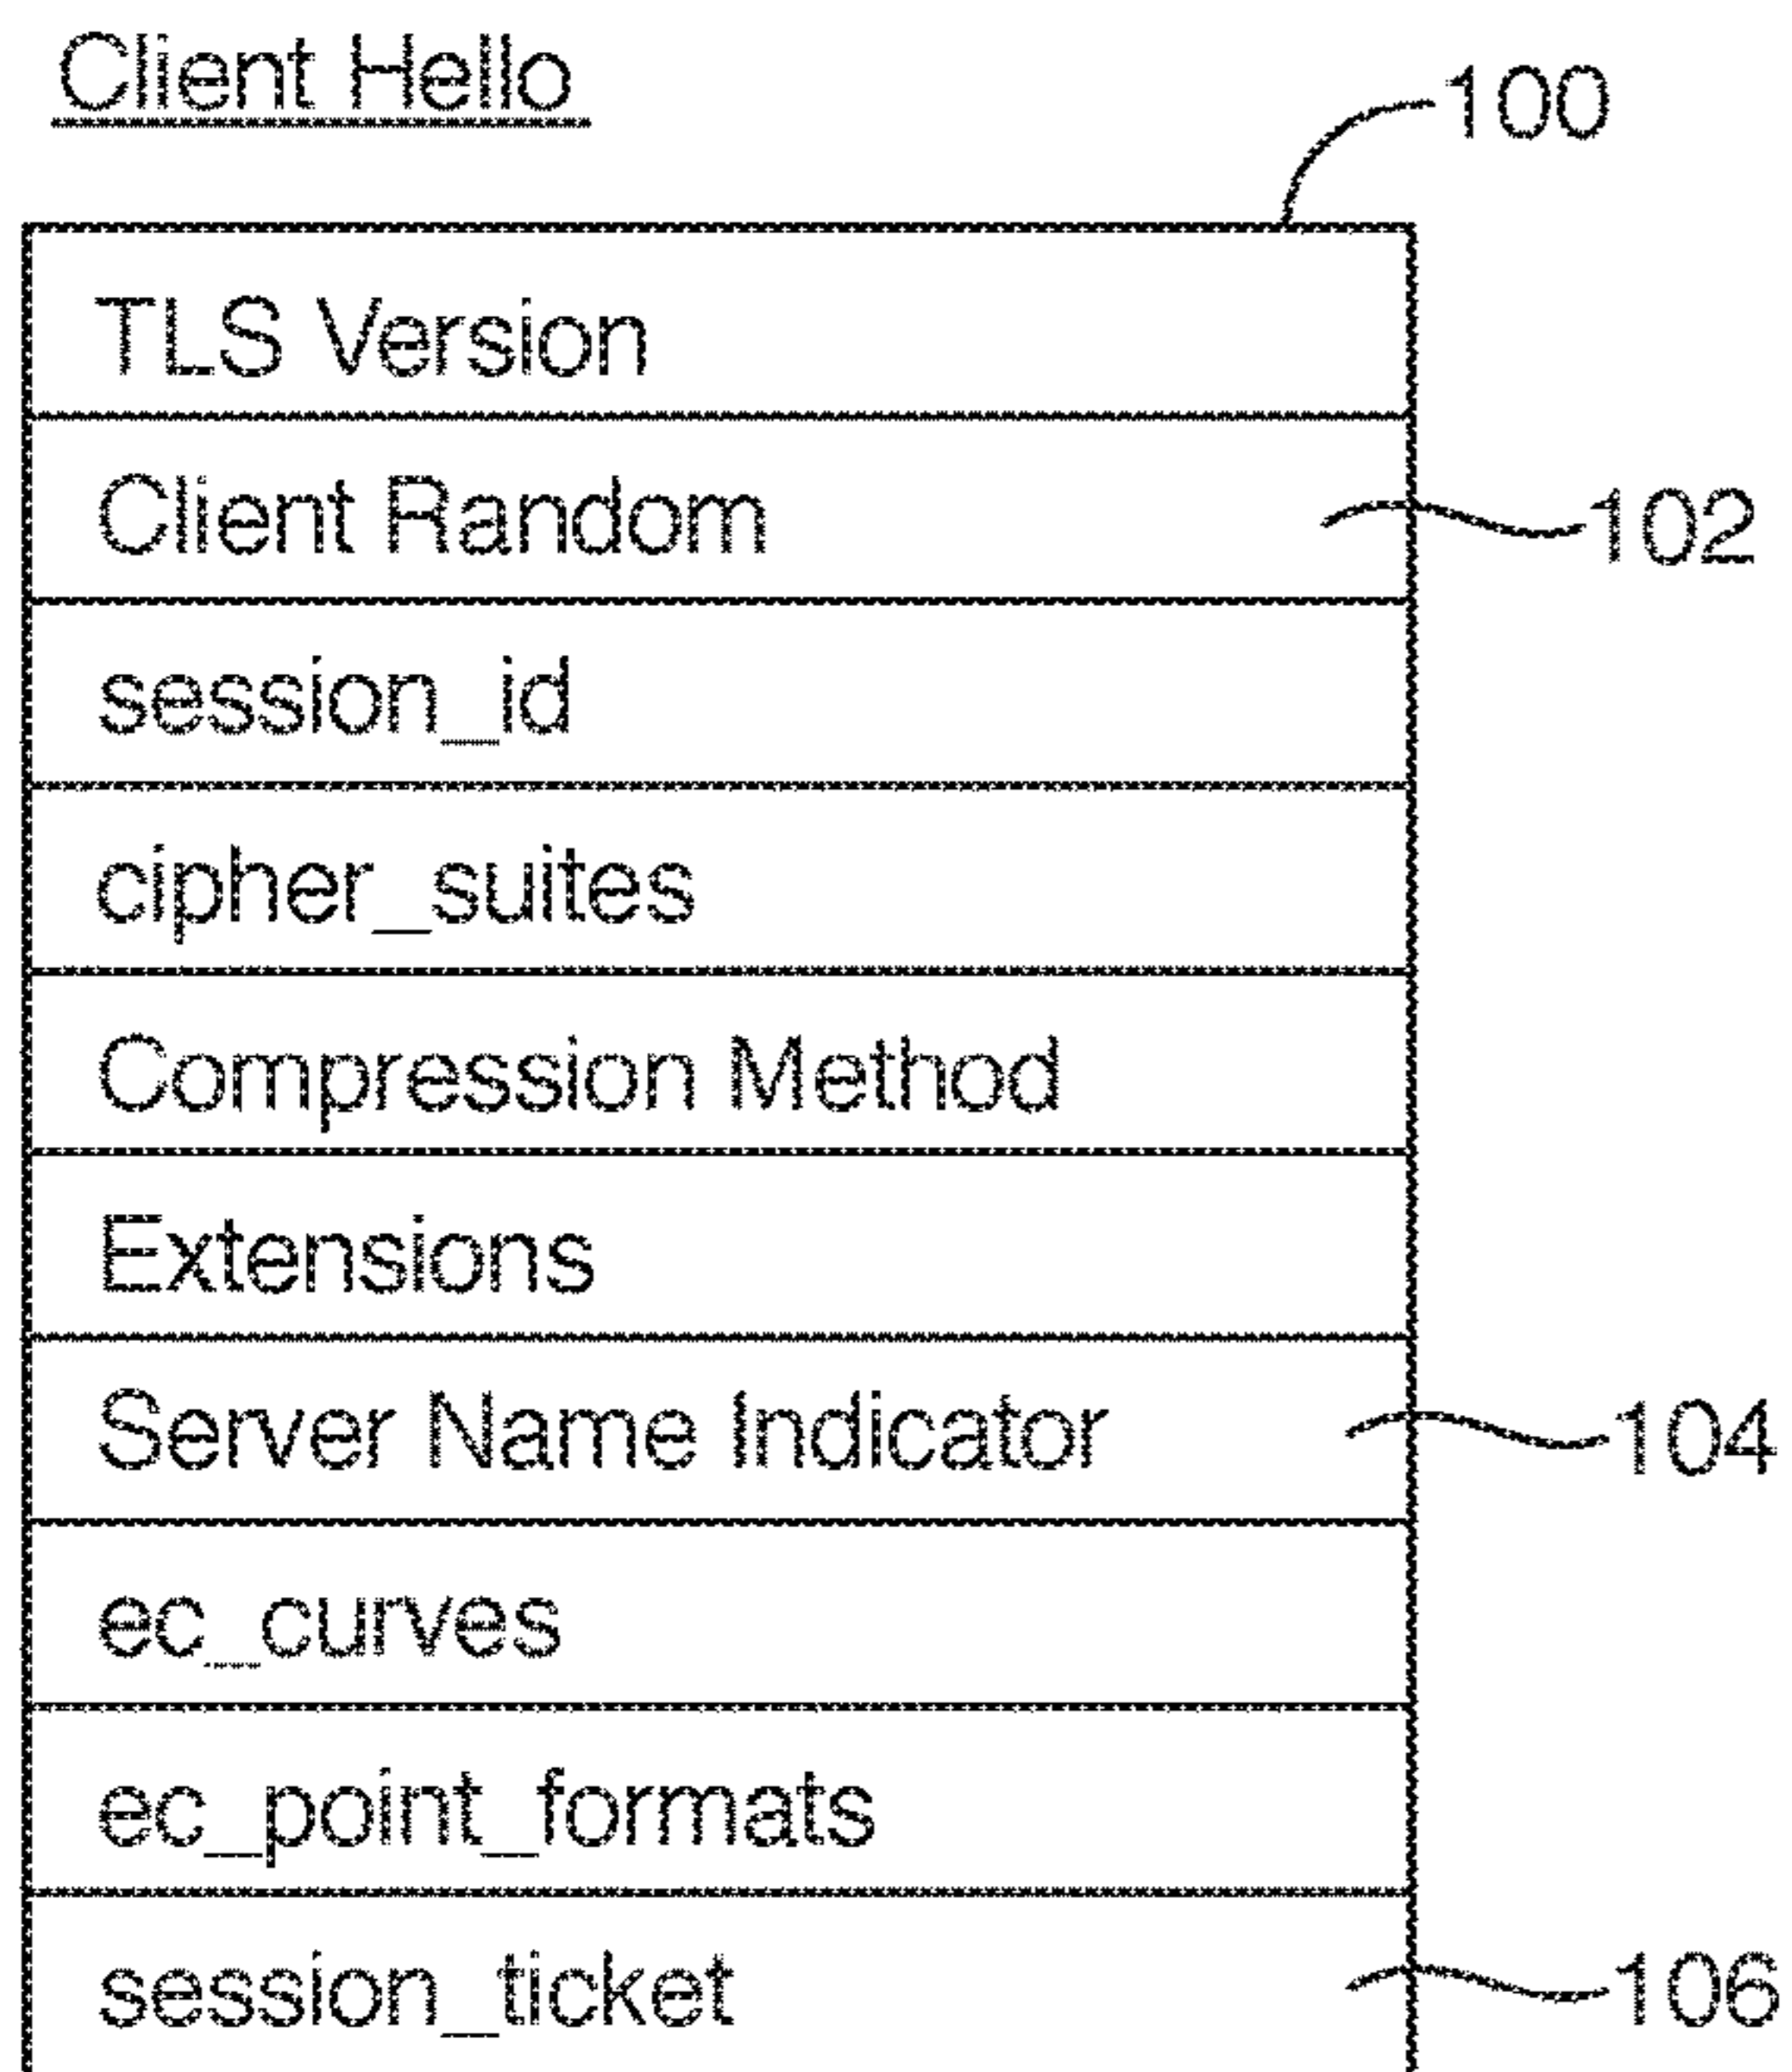 Client Hello
100
TLS Version
Client Random 102
session_id
cipher_suites
Compression Method
Extensions
Server Name Indicator 104
ec_curves
ec_point_formats
session_ticket 106